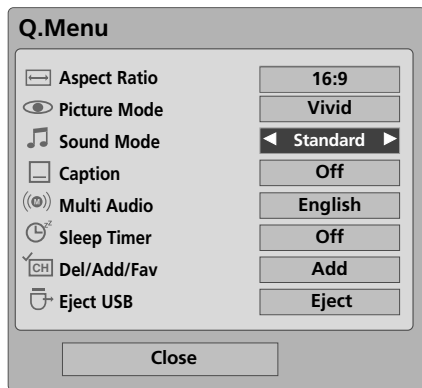 Q.Menu
Aspect Ratio 16:9
Picture Mode Vivid
Sound Mode ◀ Standard ▶
Caption Off
((M)) Multi Audio English
zz Sleep Timer Off
CH Del/Add/Fav Add
Eject USB Eject
Close